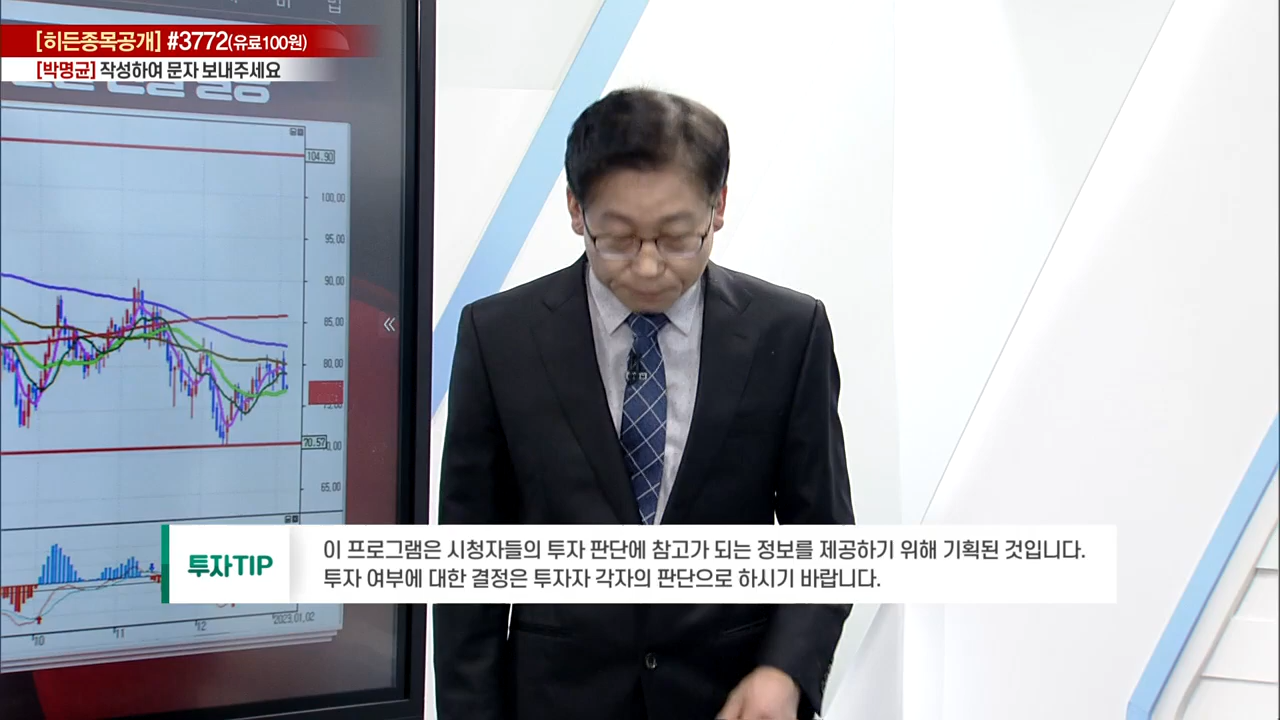 [히든종목공개] #3772(유료100원)
[박명균] 작성하여 문자 보내주세요
104.90
100.00
95.00
90.00
85.00
80.00
75.00
70.57
65.00
투자TIP
이 프로그램은 시청자들의 투자 판단에 참고가 되는 정보를 제공하기 위해 기획된 것입니다.
투자 여부에 대한 결정은 투자자 각자의 판단으로 하시기 바랍니다.
10
11
12
2023.01.02